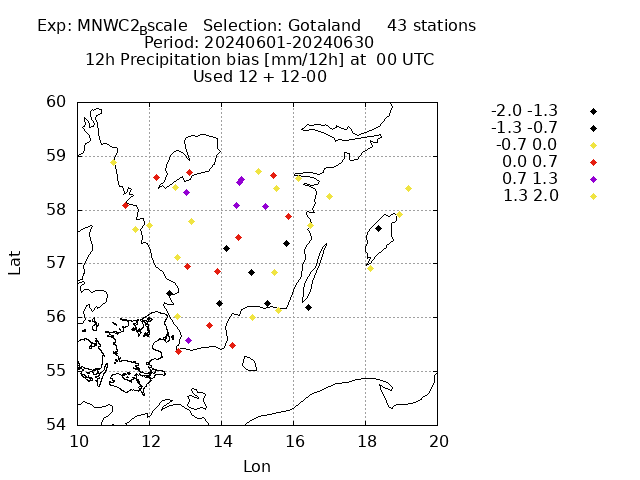 Exp: MNWC2Bscale   Selection: Gotaland     43 stations
Period: 20240601-20240630
12h Precipitation bias [mm/12h] at  00 UTC
Used 12 + 12-00
-2.0 -1.3
-1.3 -0.7
-0.7 0.0
0.0 0.7
0.7 1.3
1.3 2.0
60
59
58
57
56
55
54
Lat
10 12 14 16 18 20
Lon